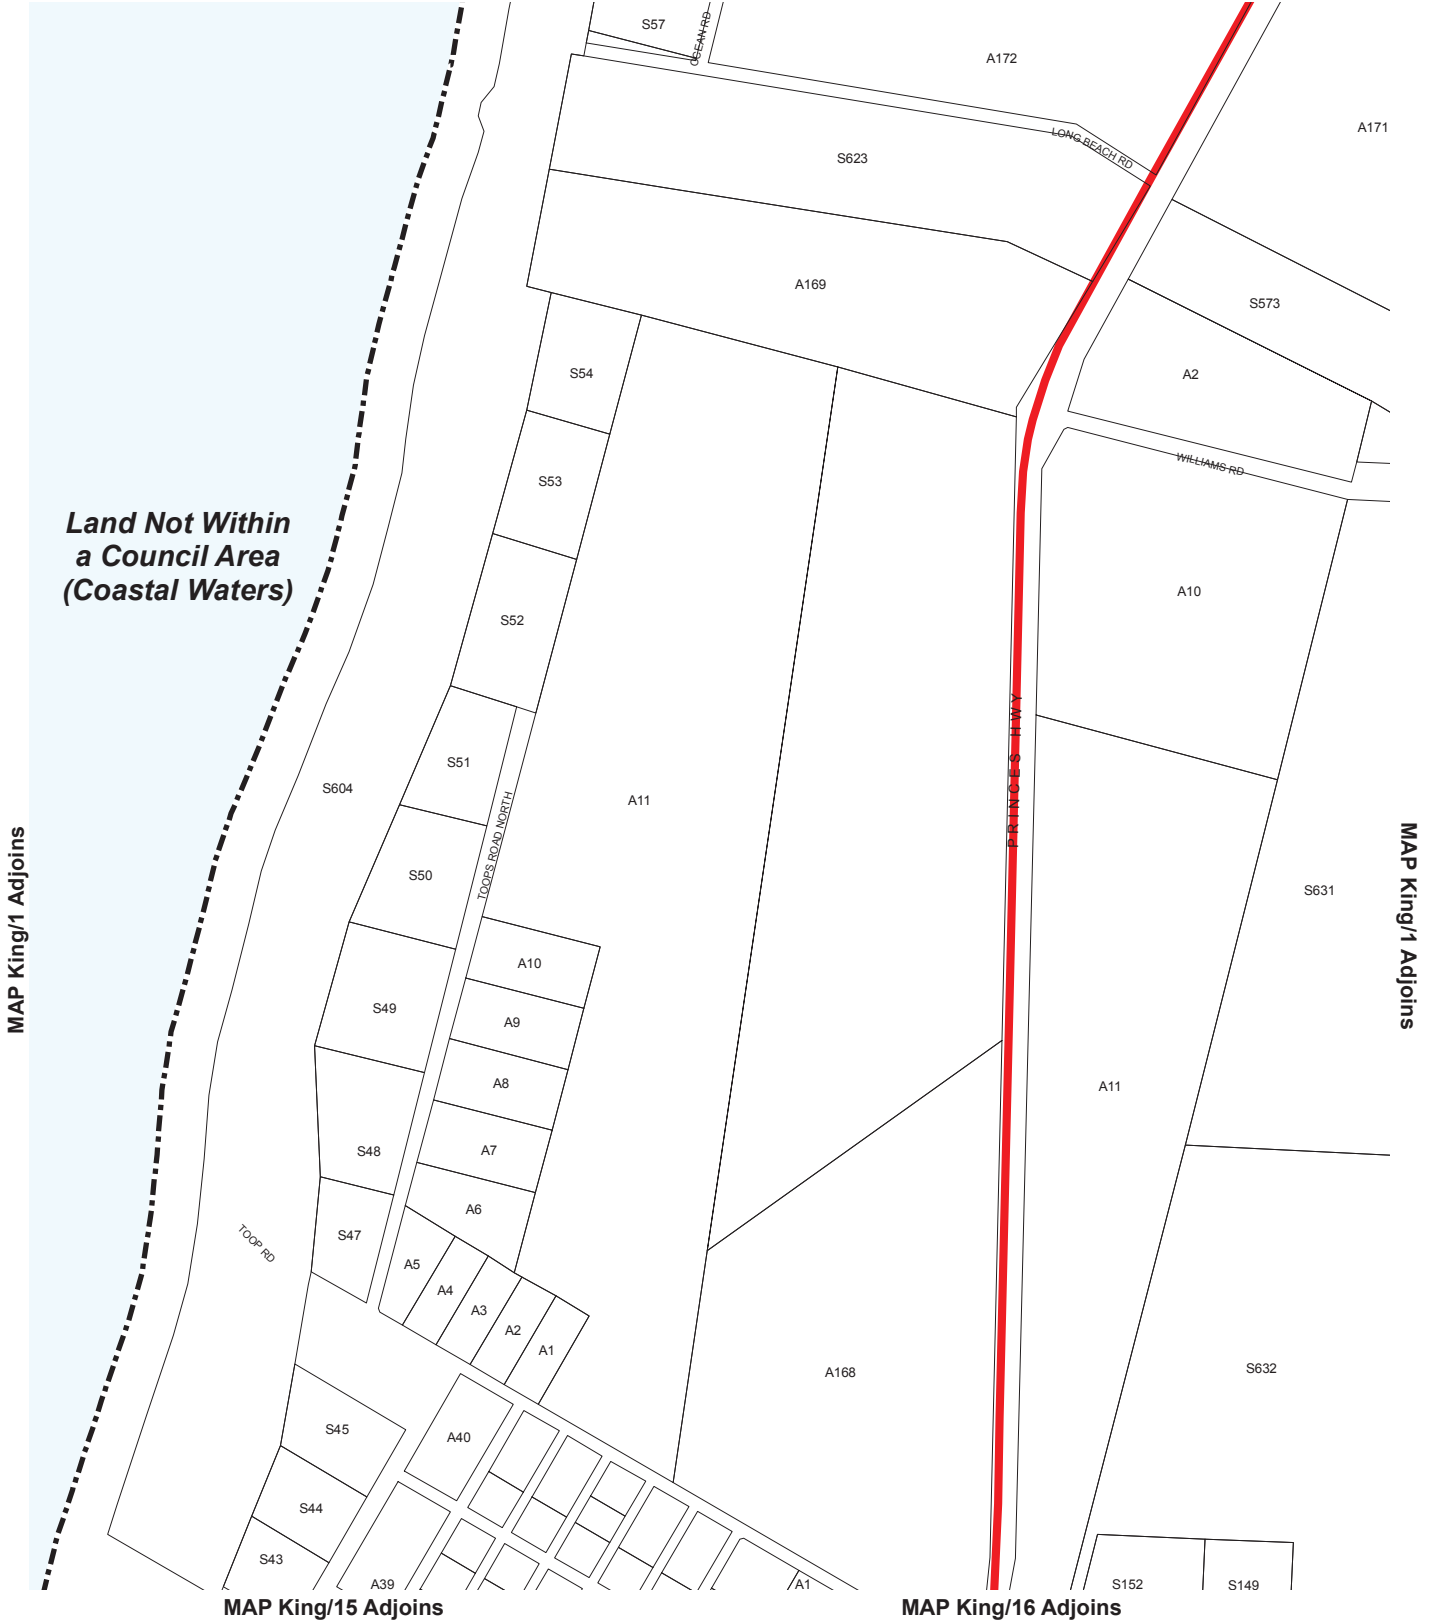 S57
OCEAN RD
A172
A171
LONG BEACH RD
S623
A169
S573
S54
A2
WILLIAMS RD
S53
Land Not Within
a Council Area
(Coastal Waters)
A10
S52
PRINCES HWY
S51
S604
A11
TOOPS ROAD NORTH
MAP King/1 Adjoins
MAP King/1 Adjoins
S50
S631
A10
S49
A9
A8
A11
S48
A7
A6
S47
TOOP RD
A5
A4
A3
A2
A1
A168
S632
S45
A40
S44
S43
A39
A1
S152
S149
MAP King/15 Adjoins
MAP King/16 Adjoins